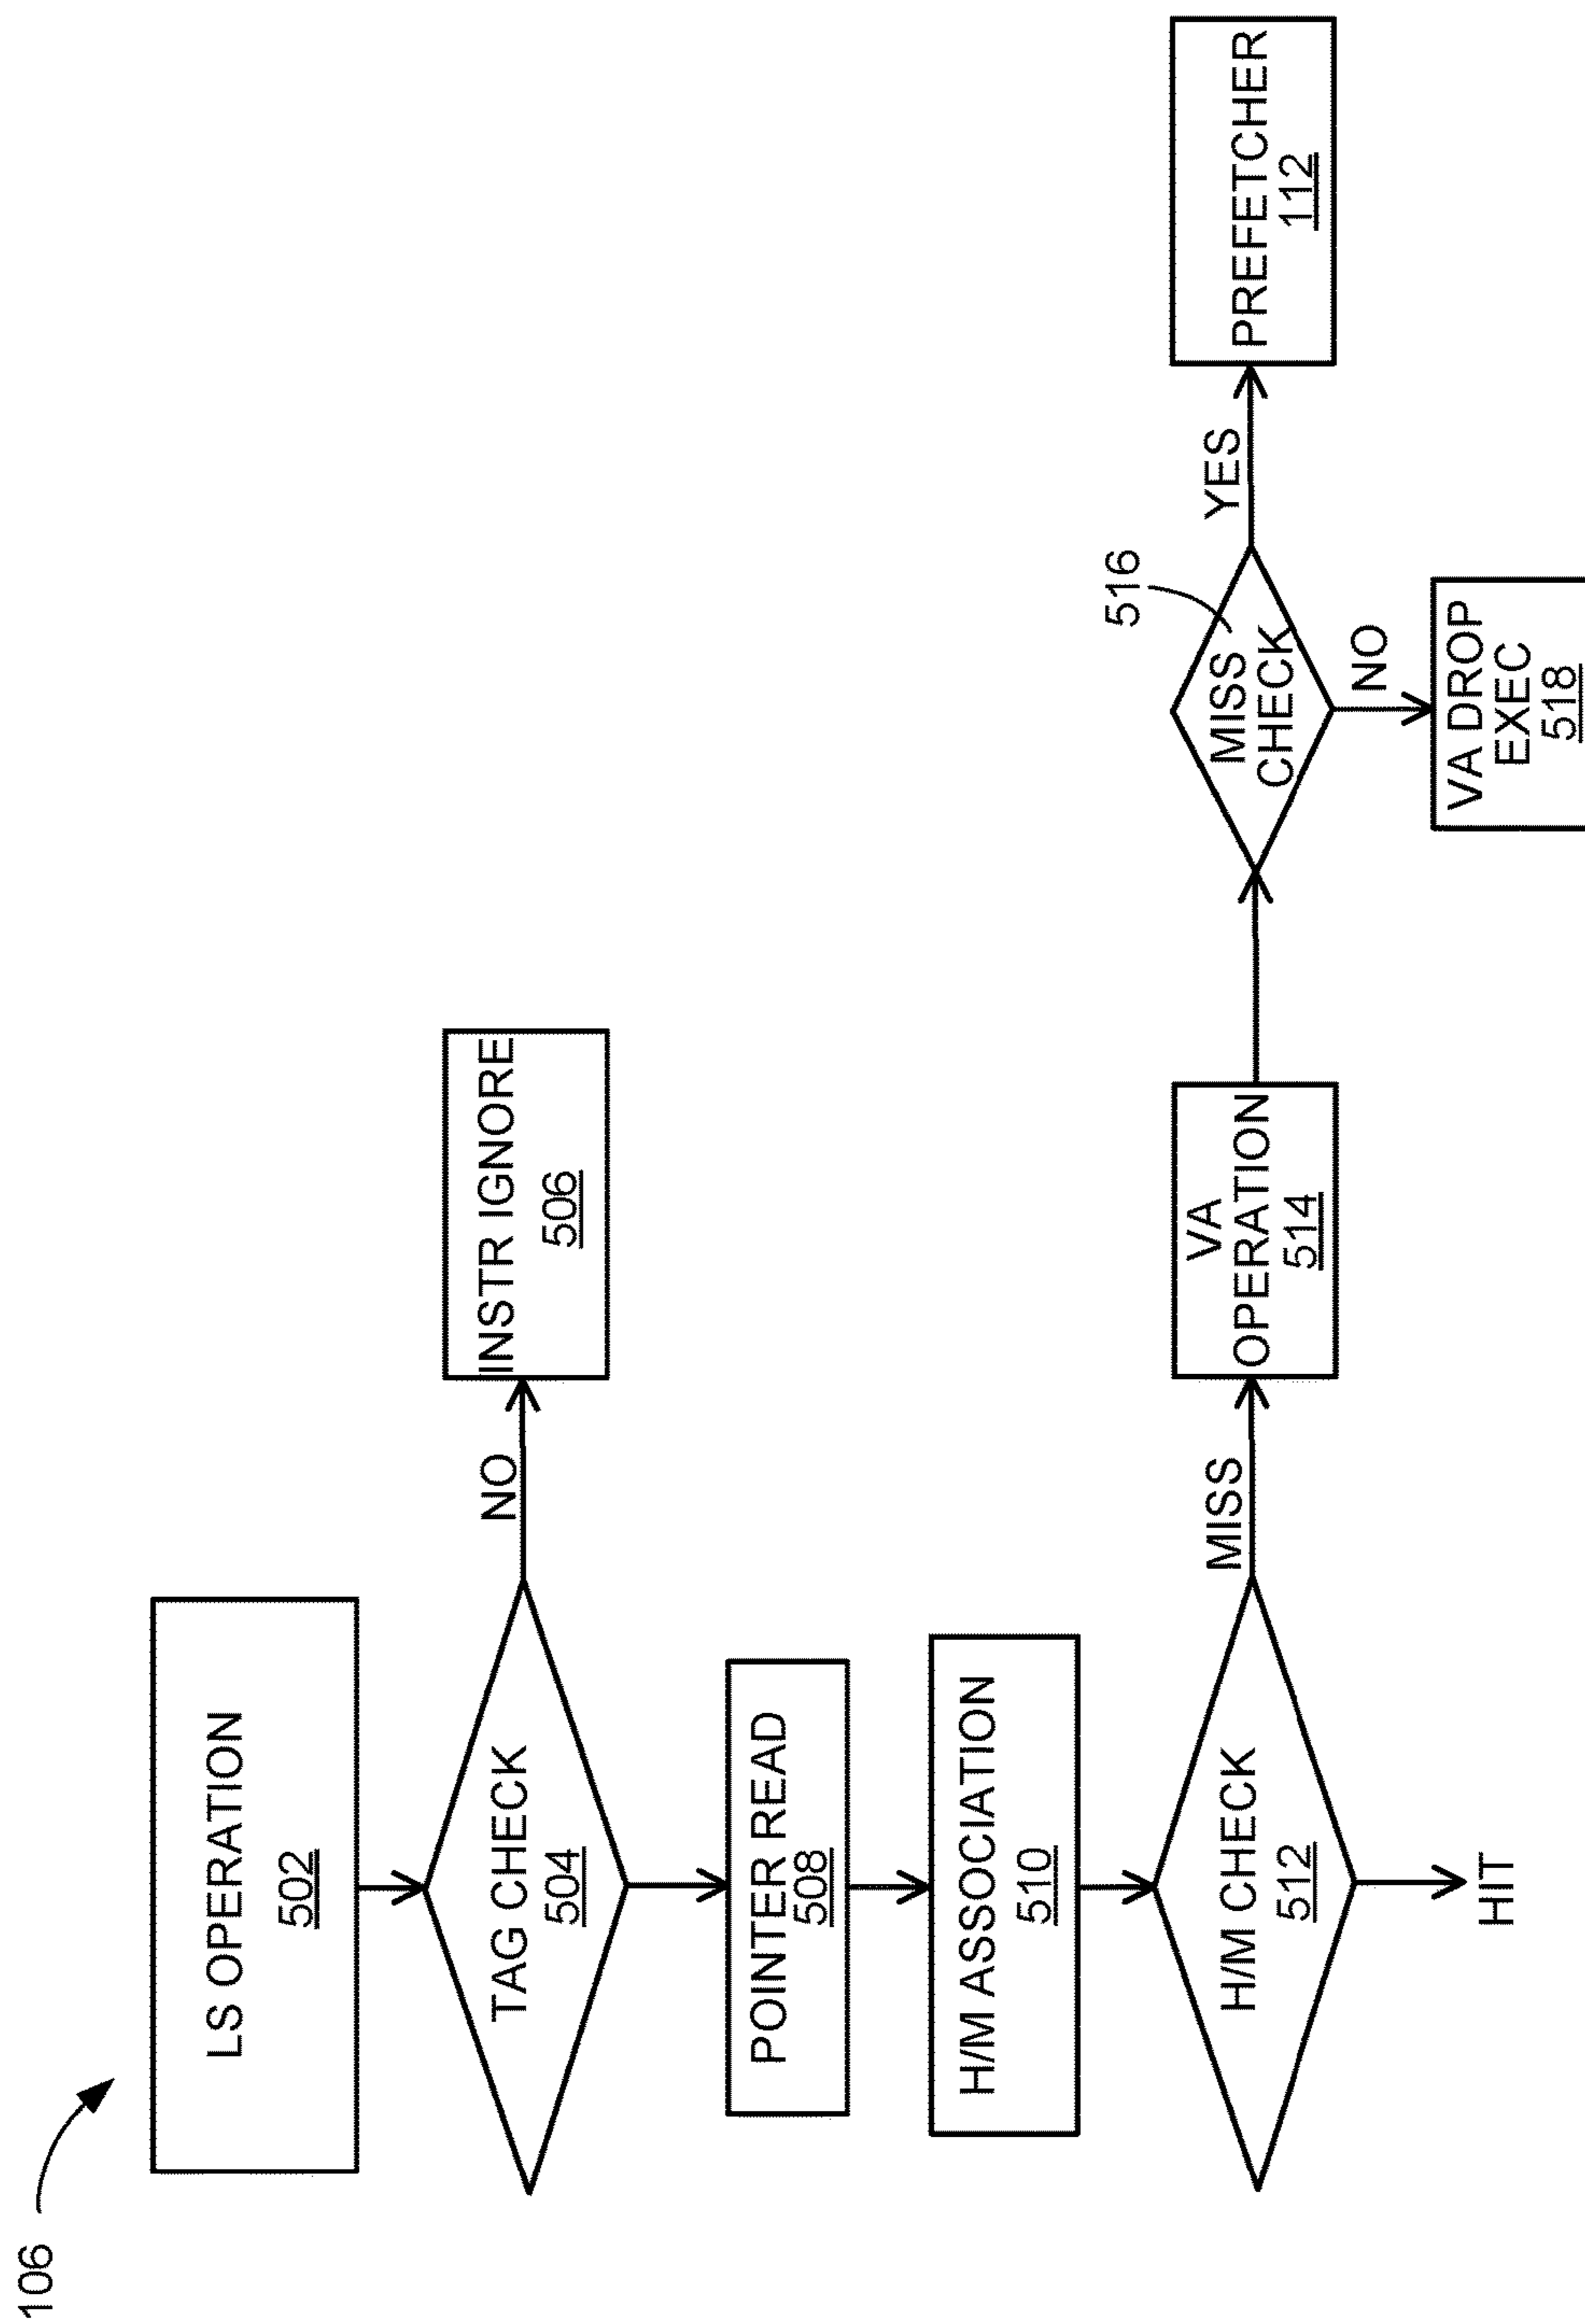 106
LS OPERATION
502
TAG CHECK
504
NO
INSTR IGNORE
506
POINTER READ
508
H/M ASSOCIATION
510
H/M CHECK
512
MISS
HIT
VA
OPERATION
514
516
MISS
CHECK
YES
PREFETCHER
112
NO
VA DROP
EXEC
518